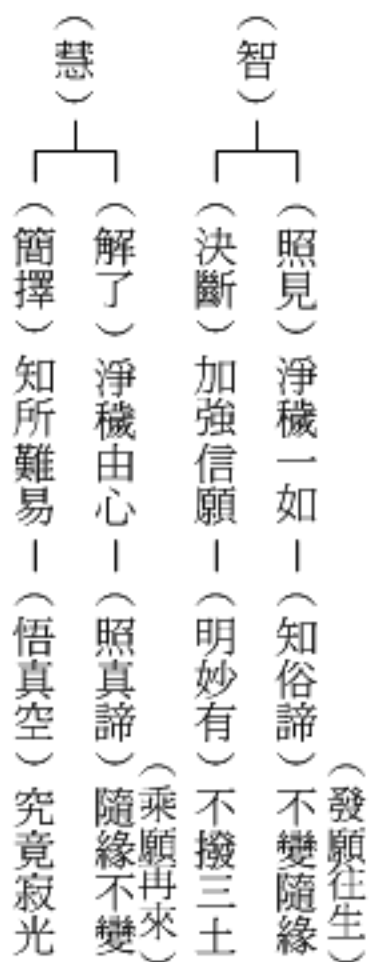 （智）
（照見）淨穢一如－（知俗諦）不變隨緣
（發願往生）
（決斷）加強信願－（明妙有）不撥三土
（慧）
（解了）淨穢由心－（照真諦）隨緣不變
（乘願再來）
（簡擇）知所難易－（悟真空）究竟寂光